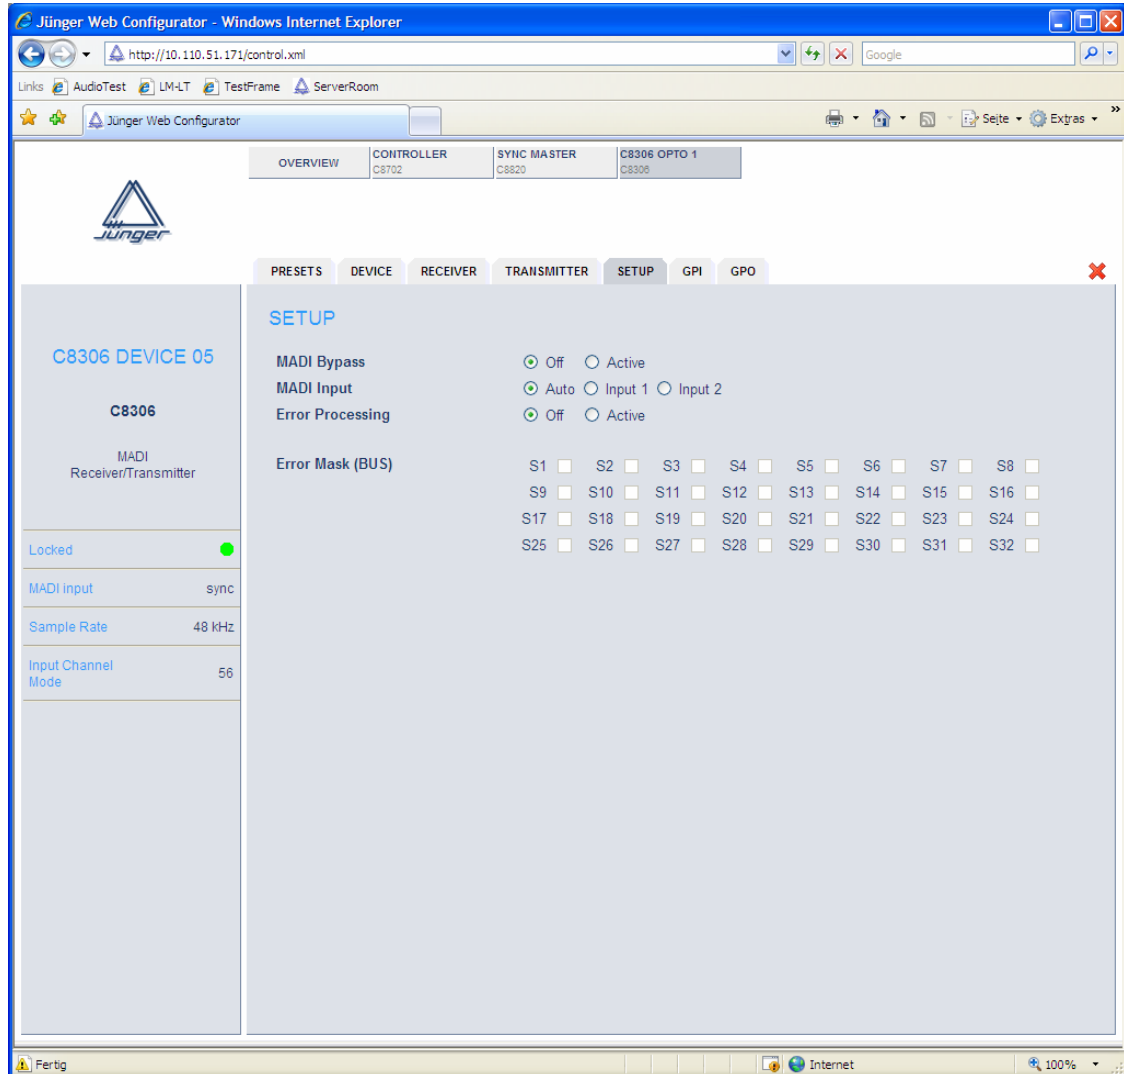 Jünger Web Configurator - Windows Internet Explorer
http://10.110.51.171/control.xml
Google
Links AudioTest LM-LT TestFrame ServerRoom
Jünger Web Configurator
Seite Extras »
OVERVIEW CONTROLLER SYNC MASTER C8306 OPTO 1
C8702 C8820 C8306
Jünger
PRESETS DEVICE RECEIVER TRANSMITTER SETUP GPI GPO
SETUP
C8306 DEVICE 05
C8306
MADI
Receiver/Transmitter
Locked
MADI input sync
Sample Rate 48 kHz
Input Channel
Mode 56
MADI Bypass Off Active
MADI Input Auto Input 1 Input 2
Error Processing Off Active
Error Mask (BUS) S1 S2 S3 S4 S5 S6 S7 S8
S9 S10 S11 S12 S13 S14 S15 S16
S17 S18 S19 S20 S21 S22 S23 S24
S25 S26 S27 S28 S29 S30 S31 S32
Fertig Internet 100%